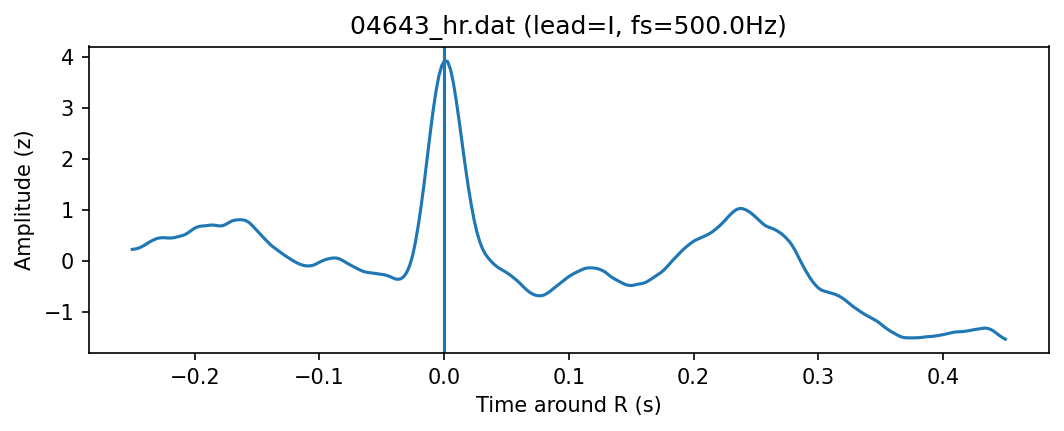 04643_hr.dat (lead=I, fs=500.0Hz)
Amplitude (z)
4
3
2
1
0
−1
−0.2 −0.1 0.0 0.1 0.2 0.3 0.4
Time around R (s)